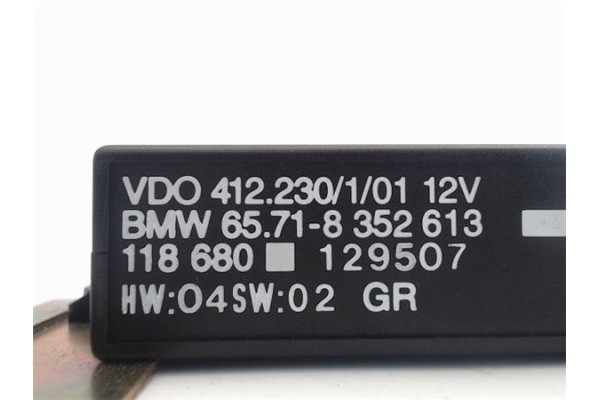 VDO 412.230/1/01 12V
BMW 65.71-8 352 613
118 680 129507
HW:04SW:02 GR